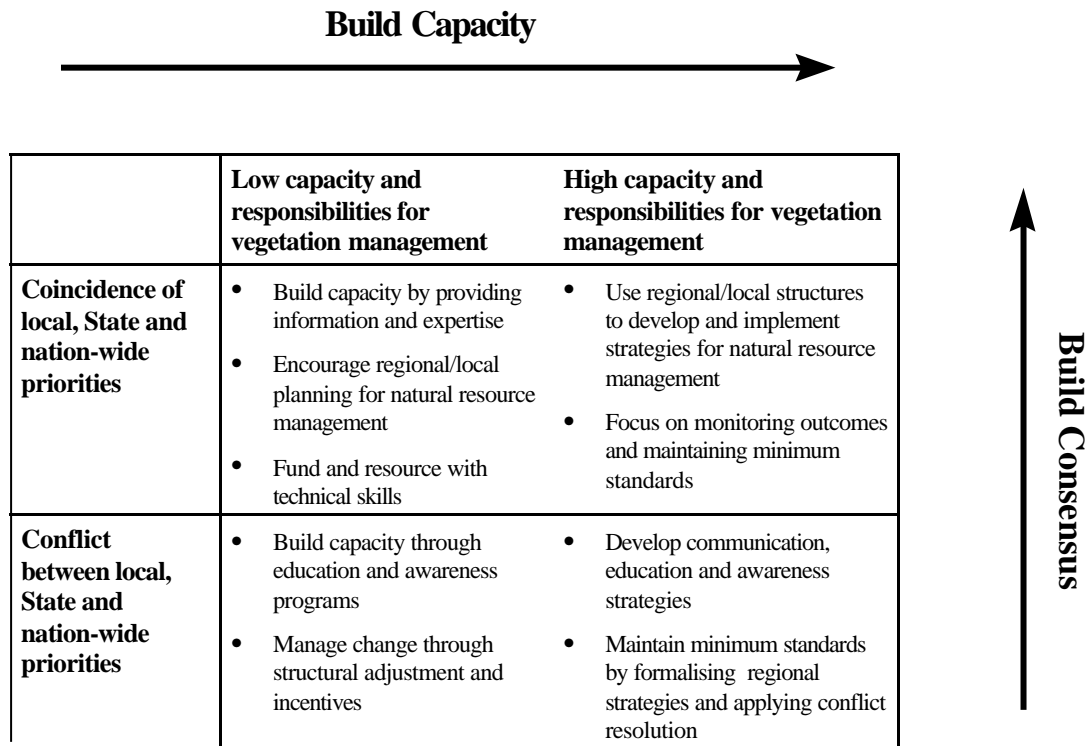 Build Capacity
Low capacity and
responsibilities for
vegetation management
High capacity and
responsibilities for vegetation
management
Coincidence of
local, State and
nation-wide
priorities
• Build capacity by providing
information and expertise
• Encourage regional/local
planning for natural resource
management
• Fund and resource with
technical skills
• Use regional/local structures
to develop and implement
strategies for natural resource
management
• Focus on monitoring outcomes
and maintaining minimum
standards
Conflict
between local,
State and
nation-wide
priorities
• Build capacity through
education and awareness
programs
• Manage change through
structural adjustment and
incentives
• Develop communication,
education and awareness
strategies
• Maintain minimum standards
by formalising regional
strategies and applying conflict
resolution
Build Consensus